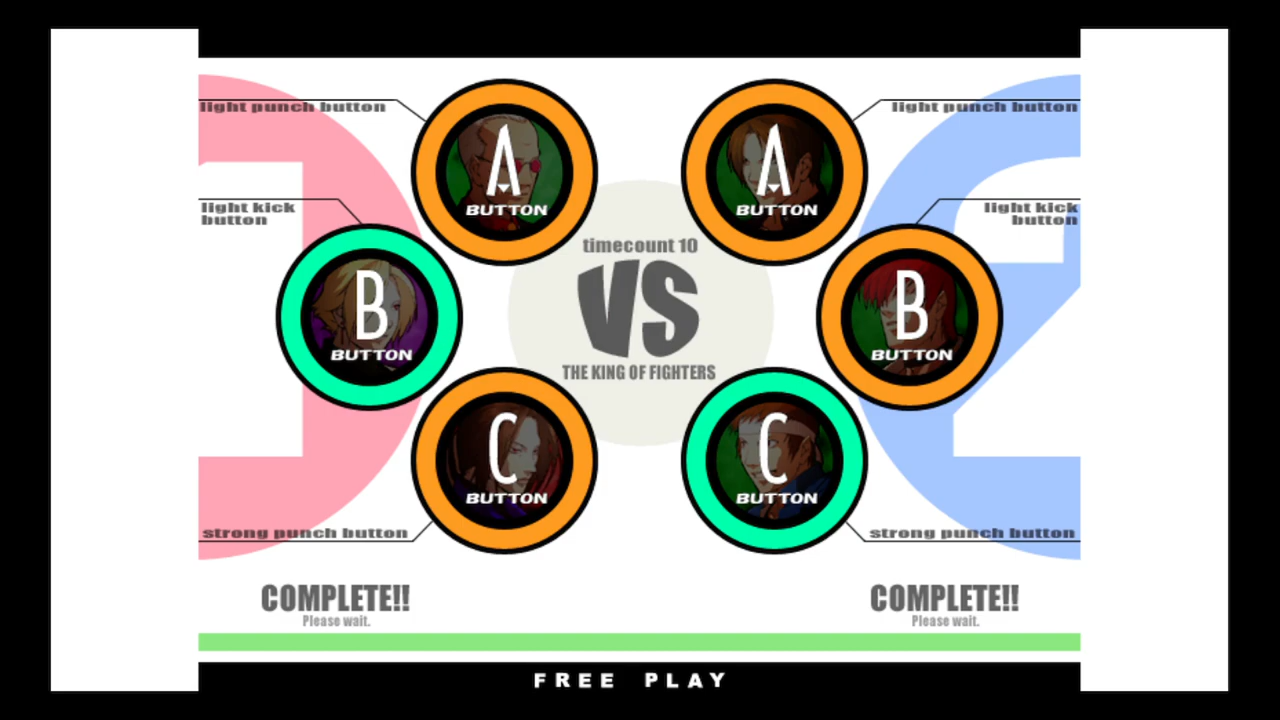 light punch button
light punch button
A
BUTTON
A
BUTTON
light kick
button
light kick
button
timecount 10
VS
THE KING OF FIGHTERS
B
BUTTON
B
BUTTON
C
BUTTON
C
BUTTON
strong punch button
strong punch button
COMPLETE!!
Please wait.
COMPLETE!!
Please wait.
FREE PLAY
1
2